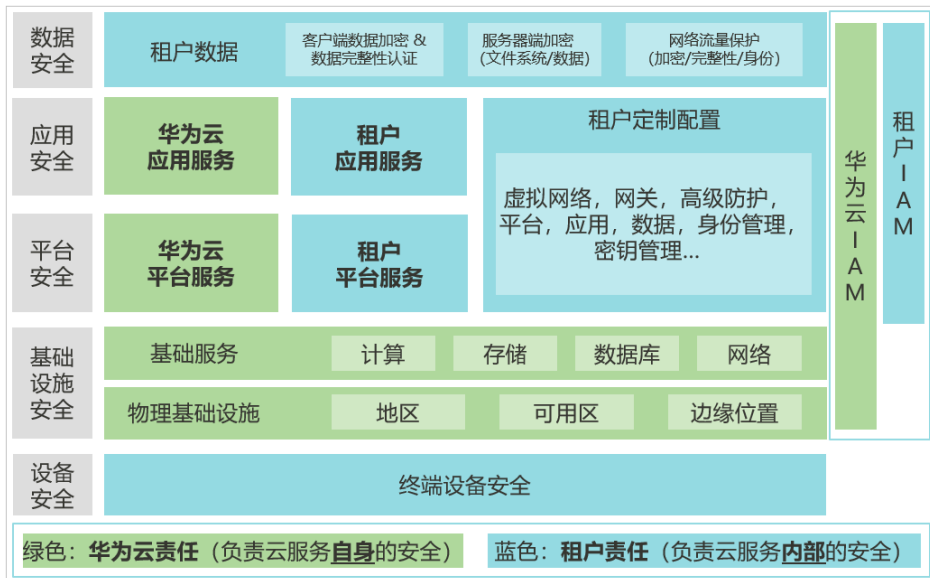 数据
安全
租户数据
客户端数据加密 &
数据完整性认证
服务器端加密
(文件系统/数据)
网络流量保护
(加密/完整性/身份)
应用
安全
华为云
应用服务
租户
应用服务
租户定制配置
虚拟网络，网关，高级防护，
平台，应用，数据，身份管理，
密钥管理...
平台
安全
华为云
平台服务
租户
平台服务
基础
设施
安全
基础服务
计算
存储
数据库
网络
物理基础设施
地区
可用区
边缘位置
设备
安全
终端设备安全
华为云IAM
租户IAM
绿色：华为云责任（负责云服务自身的安全）
蓝色：租户责任（负责云服务内部的安全）